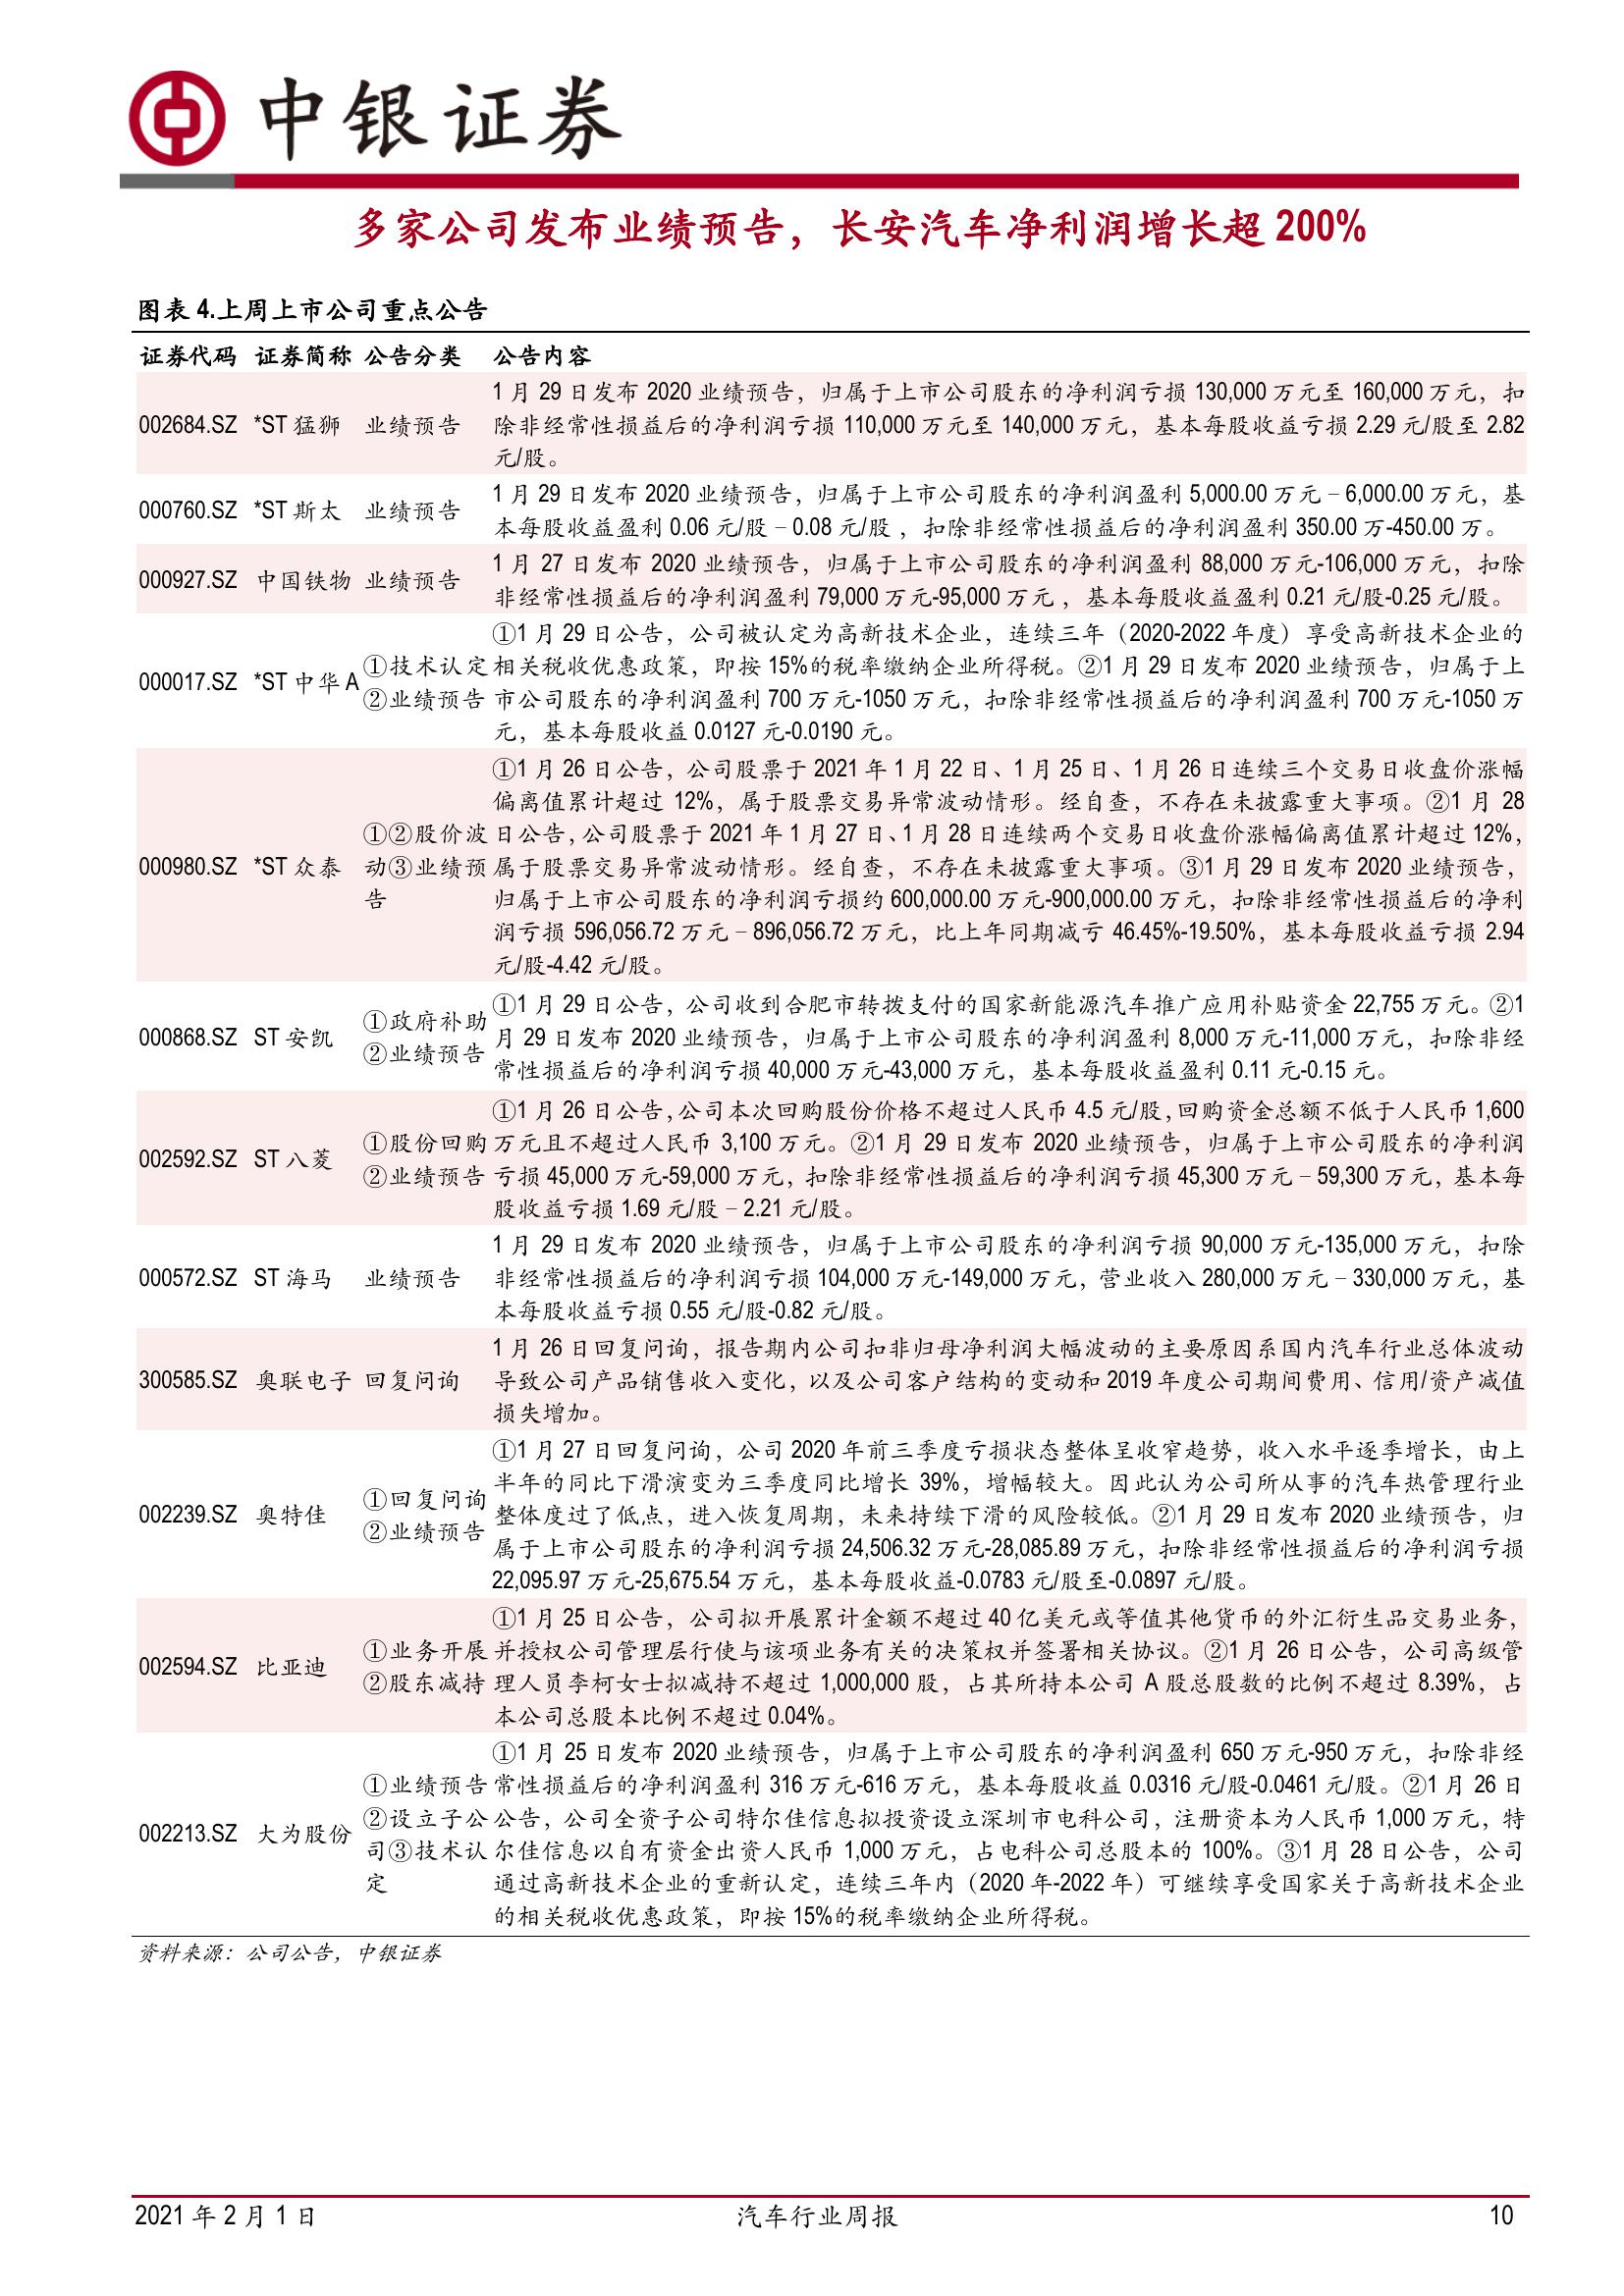 中银证券
多家公司发布业绩预告，长安汽车净利润增长超 200%
图表 4.上周上市公司重点公告
证券代码 证券简称 公告分类 公告内容
1 月 29 日发布 2020 业绩预告，归属于上市公司股东的净利润亏损 130,000 万元至 160,000 万元，扣
002684.SZ *ST 猛狮 业绩预告 除非经常性损益后的净利润亏损 110,000 万元至 140,000 万元，基本每股收益亏损 2.29 元/股至 2.82
元/股。
000760.SZ *ST 斯太 业绩预告
1 月 29 日发布 2020 业绩预告，归属于上市公司股东的净利润盈利 5,000.00 万元 – 6,000.00 万元，基
本每股收益盈利 0.06 元/股 – 0.08 元/股 ，扣除非经常性损益后的净利润盈利 350.00 万-450.00 万。
000927.SZ 中国铁物 业绩预告
1 月 27 日发布 2020 业绩预告，归属于上市公司股东的净利润盈利 88,000 万元-106,000 万元，扣除
非经常性损益后的净利润盈利 79,000 万元-95,000 万元 ，基本每股收益盈利 0.21 元/股-0.25 元/股。
000017.SZ *ST 中华 A
①技术认定
②业绩预告
①1 月 29 日公告，公司被认定为高新技术企业，连续三年（2020-2022 年度）享受高新技术企业的
相关税收优惠政策，即按 15%的税率缴纳企业所得税。②1 月 29 日发布 2020 业绩预告，归属于上
市公司股东的净利润盈利 700 万元-1050 万元，扣除非经常性损益后的净利润盈利 700 万元-1050 万
元，基本每股收益 0.0127 元-0.0190 元。
000980.SZ *ST 众泰
①②股价波
动③业绩预
告
①1 月 26 日公告，公司股票于 2021 年 1 月 22 日、1 月 25 日、1 月 26 日连续三个交易日收盘价涨幅
偏离值累计超过 12%，属于股票交易异常波动情形。经自查，不存在未披露重大事项。②1 月 28
日公告，公司股票于 2021 年 1 月 27 日、1 月 28 日连续两个交易日收盘价涨幅偏离值累计超过 12%，
属于股票交易异常波动情形。经自查，不存在未披露重大事项。③1 月 29 日发布 2020 业绩预告，
归属于上市公司股东的净利润亏损约 600,000.00 万元-900,000.00 万元，扣除非经常性损益后的净利
润亏损 596,056.72 万元 – 896,056.72 万元，比上年同期减亏 46.45%-19.50%，基本每股收益亏损 2.94
元/股-4.42 元/股。
000868.SZ ST 安凯
①政府补助
②业绩预告
①1 月 29 日公告，公司收到合肥市转拨支付的国家新能源汽车推广应用补贴资金 22,755 万元。②1
月 29 日发布 2020 业绩预告，归属于上市公司股东的净利润盈利 8,000 万元-11,000 万元，扣除非经
常性损益后的净利润亏损 40,000 万元-43,000 万元，基本每股收益盈利 0.11 元-0.15 元。
002592.SZ ST 八菱
①股份回购
②业绩预告
①1 月 26 日公告，公司本次回购股份价格不超过人民币 4.5 元/股，回购资金总额不低于人民币 1,600
万元且不超过人民币 3,100 万元。②1 月 29 日发布 2020 业绩预告，归属于上市公司股东的净利润
亏损 45,000 万元-59,000 万元，扣除非经常性损益后的净利润亏损 45,300 万元 – 59,300 万元，基本每
股收益亏损 1.69 元/股 – 2.21 元/股。
000572.SZ ST 海马 业绩预告
1 月 29 日发布 2020 业绩预告，归属于上市公司股东的净利润亏损 90,000 万元-135,000 万元，扣除
非经常性损益后的净利润亏损 104,000 万元-149,000 万元，营业收入 280,000 万元 – 330,000 万元，基
本每股收益亏损 0.55 元/股-0.82 元/股。
300585.SZ 奥联电子 回复问询
1 月 26 日回复问询，报告期内公司扣非归母净利润大幅波动的主要原因系国内汽车行业总体波动
导致公司产品销售收入变化，以及公司客户结构的变动和 2019 年度公司期间费用、信用/资产减值
损失增加。
002239.SZ 奥特佳
①回复问询
②业绩预告
①1 月 27 日回复问询，公司 2020 年前三季度亏损状态整体呈收窄趋势，收入水平逐季增长，由上
半年的同比下滑演变为三季度同比增长 39%，增幅较大。因此认为公司所从事的汽车热管理行业
整体度过了低点，进入恢复周期，未来持续下滑的风险较低。②1 月 29 日发布 2020 业绩预告，归
属于上市公司股东的净利润亏损 24,506.32 万元-28,085.89 万元，扣除非经常性损益后的净利润亏损
22,095.97 万元-25,675.54 万元，基本每股收益-0.0783 元/股至-0.0897 元/股。
002594.SZ 比亚迪
①业务开展
②股东减持
①1 月 25 日公告，公司拟开展累计金额不超过 40 亿美元或等值其他货币的外汇衍生品交易业务，
并授权公司管理层行使与该项业务有关的决策权并签署相关协议。②1 月 26 日公告，公司高级管
理人员李柯女士拟减持不超过 1,000,000 股，占其所持本公司 A 股总股数的比例不超过 8.39%，占
本公司总股本比例不超过 0.04%。
002213.SZ 大为股份
①业绩预告
②设立子公
司③技术认
定
①1 月 25 日发布 2020 业绩预告，归属于上市公司股东的净利润盈利 650 万元-950 万元，扣除非经
常性损益后的净利润盈利 316 万元-616 万元，基本每股收益 0.0316 元/股-0.0461 元/股。②1 月 26 日
公告，公司全资子公司特尔佳信息拟投资设立深圳市电科公司，注册资本为人民币 1,000 万元，特
尔佳信息以自有资金出资人民币 1,000 万元，占电科公司总股本的 100%。③1 月 28 日公告，公司
通过高新技术企业的重新认定，连续三年内（2020 年-2022 年）可继续享受国家关于高新技术企业
的相关税收优惠政策，即按 15%的税率缴纳企业所得税。
资料来源：公司公告，中银证券
2021 年 2 月 1 日 汽车行业周报 10